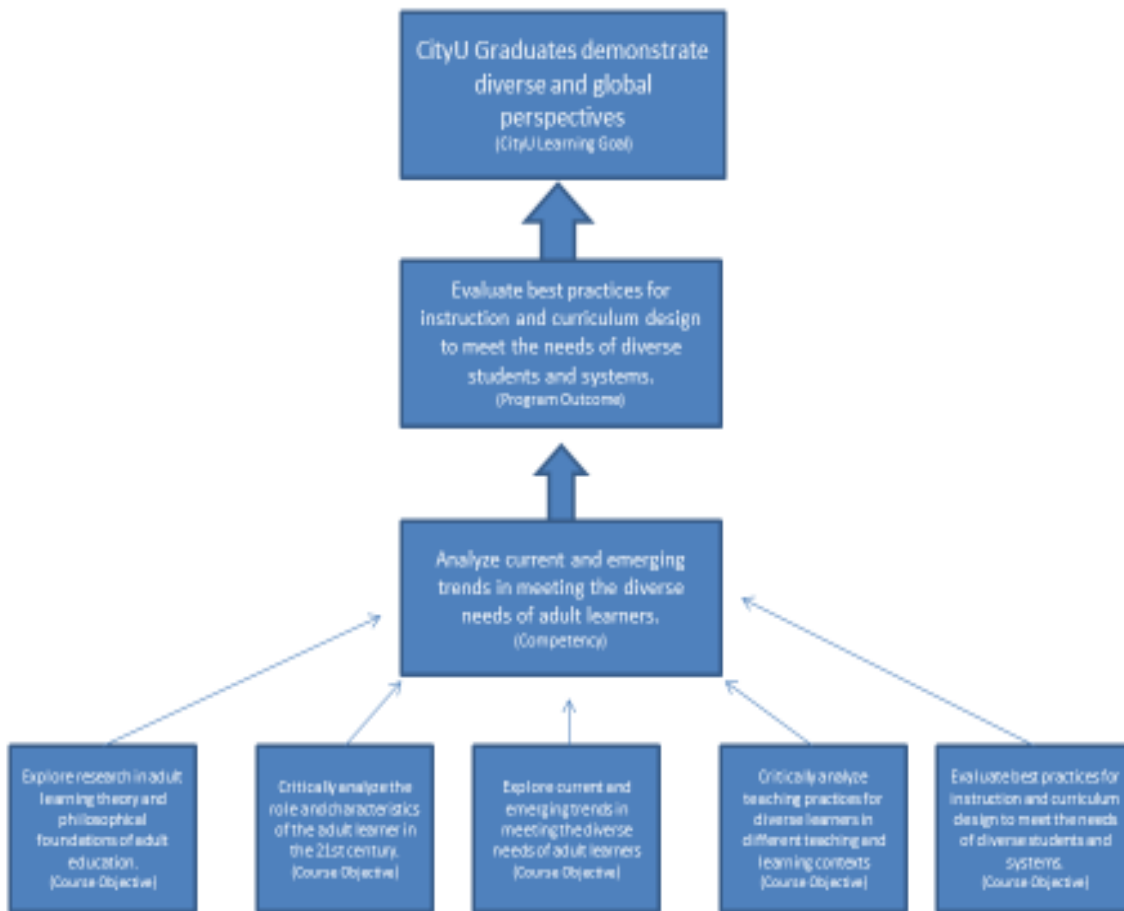 CityU Graduates demonstrate
diverse and global
perspectives
(CityU Learning Goal)
Evaluate best practices for
instruction and curriculum design
to meet the needs of diverse
students and systems.
(Program Outcome)
Analyze current and emerging
trends in meeting the diverse
needs of adult learners.
(Competency)
Explore research in adult
learning theory and
philosophical
foundations of adult
education.
(Course Objective)
Critically analyze the
role and characteristics
of the adult learner in
the 21st century.
(Course Objective)
Explore current and
emerging trends in
meeting the diverse
needs of adult learners
(Course Objective)
Critically analyze
teaching practices for
diverse learners in
different teaching and
learning contexts
(Course Objective)
Evaluate best practices for
instruction and curriculum
design to meet the needs
of diverse students and
systems.
(Course Objective)